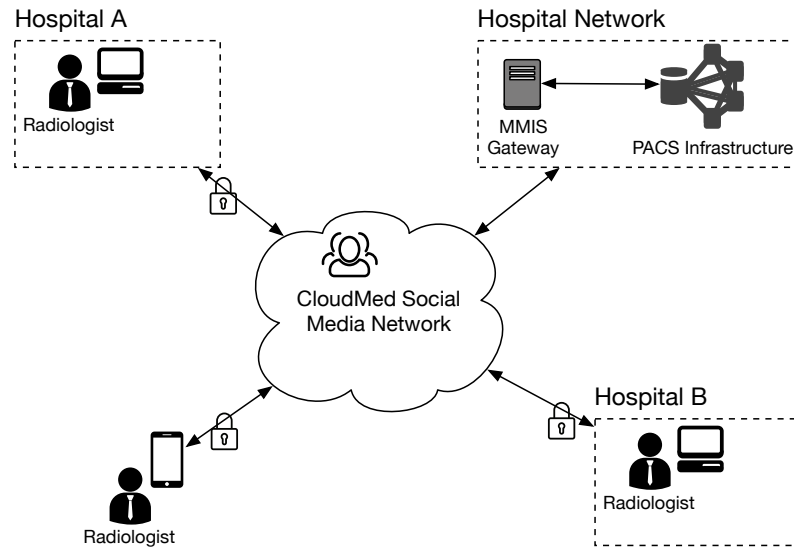 Hospital A
Hospital Network
Radiologist
MMIS
Gateway
PACS Infrastructure
CloudMed Social
Media Network
Hospital B
Radiologist
Radiologist